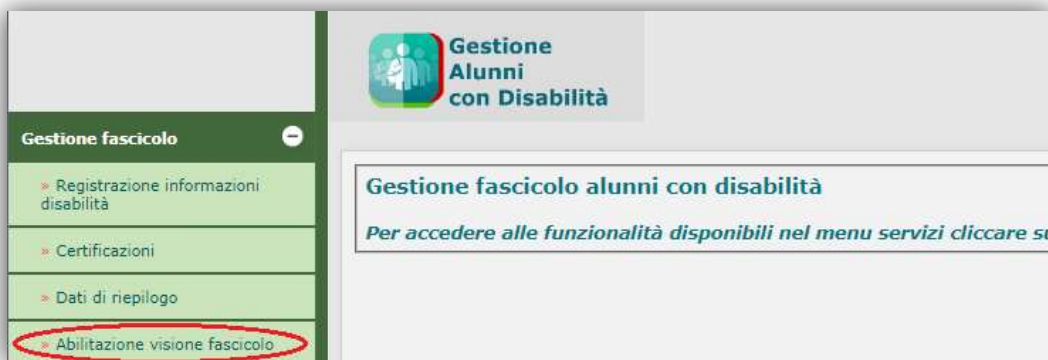 Gestione
Alunni
con Disabilità
Gestione fascicolo
» Registrazione informazioni
disabilità
» Certificazioni
» Dati di riepilogo
» Abilitazione visione fascicolo
Gestione fascicolo alunni con disabilità
Per accedere alle funzionalità disponibili nel menu servizi cliccare